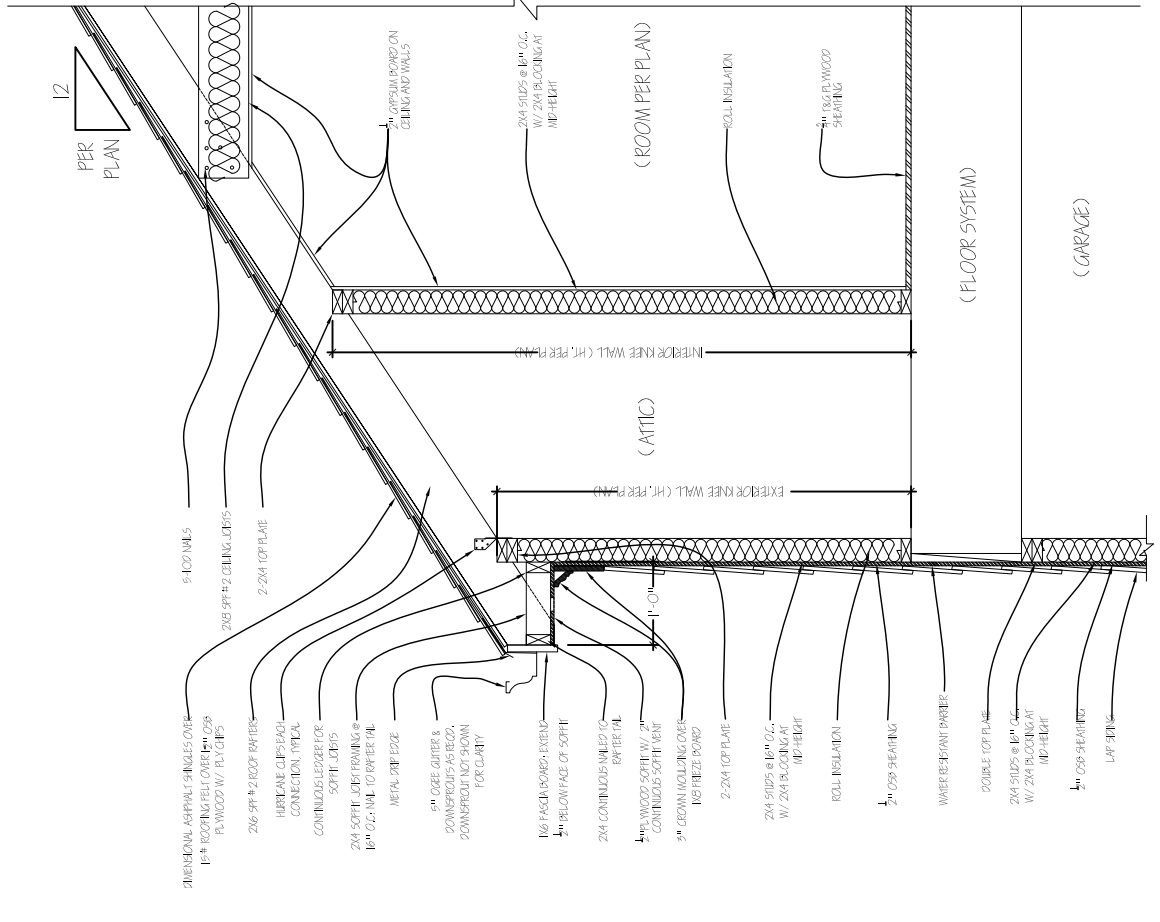 12
PER
PLAN
5-10D NAILS
2X8 SPF#2 CEILING JOISTS
2-2X4 TOP PLATE
1/2" GYPSUM BOARD ON
CEILING AND WALLS
2X4 STUDS @ 16" O.C.
W/ 2X4 BLOCKING AT
MID-HEIGHT
(ROOM PER PLAN)
ROLL INSULATION
T&G PLYWOOD
SHEATHING
INTERIOR KNEE WALL (HT. PER PLAN)
(ATTIC)
EXTERIOR KNEE WALL (HT. PER PLAN)
(FLOOR SYSTEM)
(GARAGE)
1'-0"
DIMENSIONAL ASPHALT SHINGLES OVER
15# ROOFING FELT OVER 1/2" OSB
PLYWOOD W/ PLY CLIPS
2X6 SPF#2 ROOF RAFTERS
HURRICANE CLIPS EACH
CONNECTION, TYPICAL
CONTINUOUS LEDGER FOR
SOFFIT JOISTS
2X4 SOFFIT JOIST FRAMING @
16" O.C.: NAIL TO RAFTER TAIL
METAL DRIP EDGE
5" OGEE GUTTER &
DOWNSPROUTS AS REQD.
DOWNSPROUT NOT SHOWN
FOR CLARITY
1X6 FASCIA BOARD: EXTEND
1/2" BELOW FACE OF SOFFIT
2X4 CONTINUOUS NAILED TO
RAFTER TAIL
1/2" PLYWOOD SOFFIT W/ 2"
CONTINUOUS SOFFIT VENT
3" CROWN MOULDING OVER
1X8 FRIEZE BOARD
2-2X4 TOP PLATE
2X4 STUDS @ 16" O.C.
W/ 2X4 BLOCKING AT
MID-HEIGHT
ROLL INSULATION
1/2" OSB SHEATHING
WATER RESISTANT BARRIER
DOUBLE TOP PLATE
2X4 STUDS @ 16" O.C.
W/ 2X4 BLOCKING AT
MID-HEIGHT
1/2" OSB SHEATHING
LAP SIDING